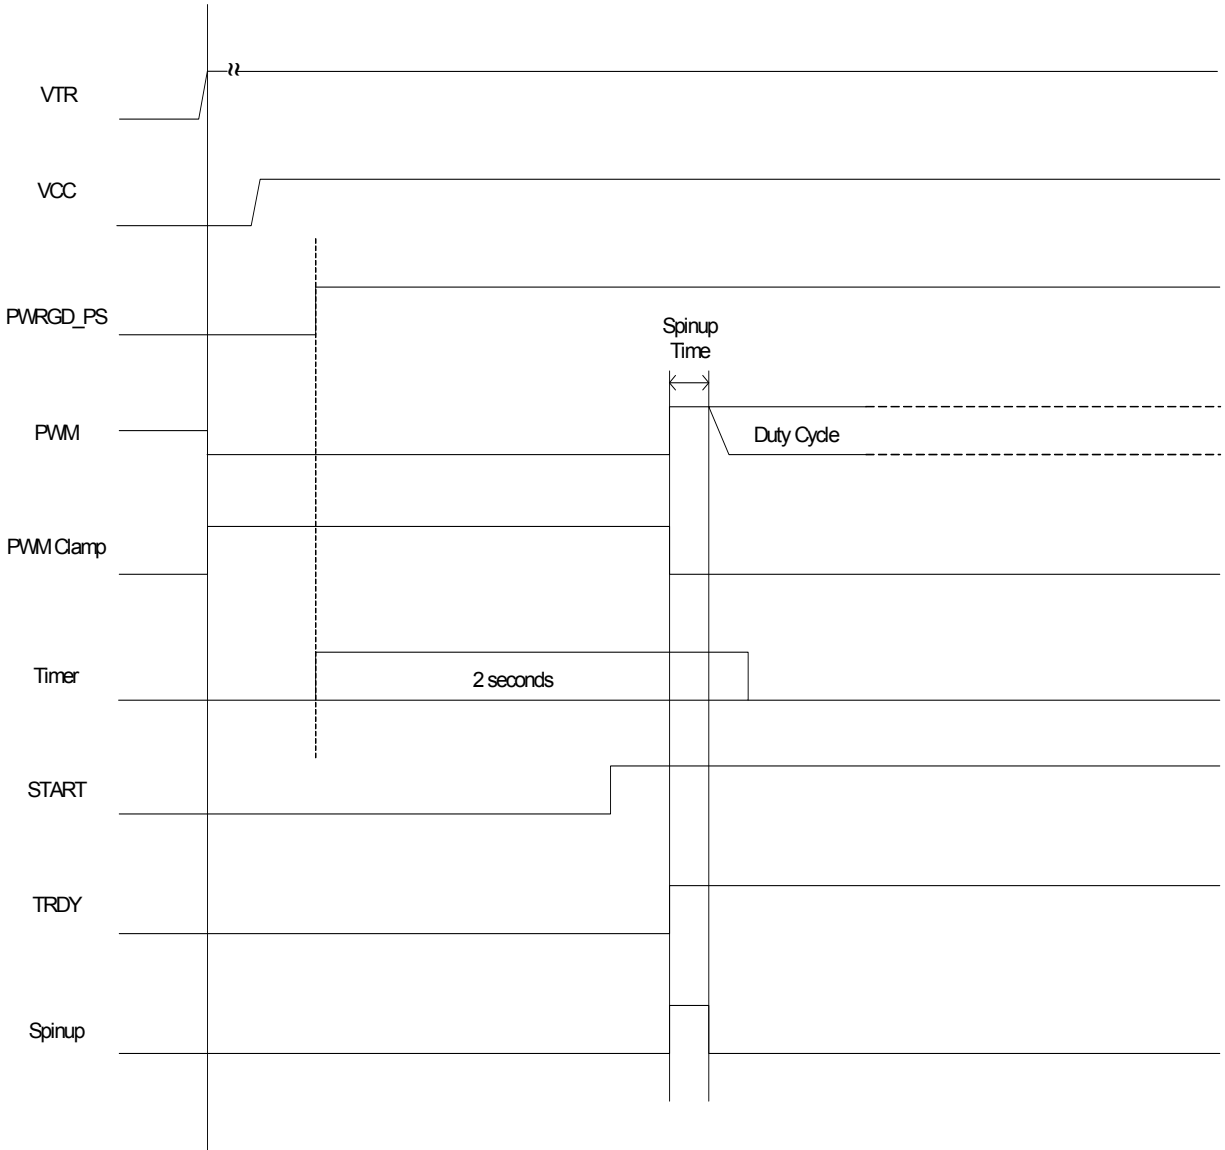 VTR
VCC
PWRGD_PS
Spinup
Time
PWM
Duty Cycle
PWM Clamp
Timer
2 seconds
START
TRDY
Spinup